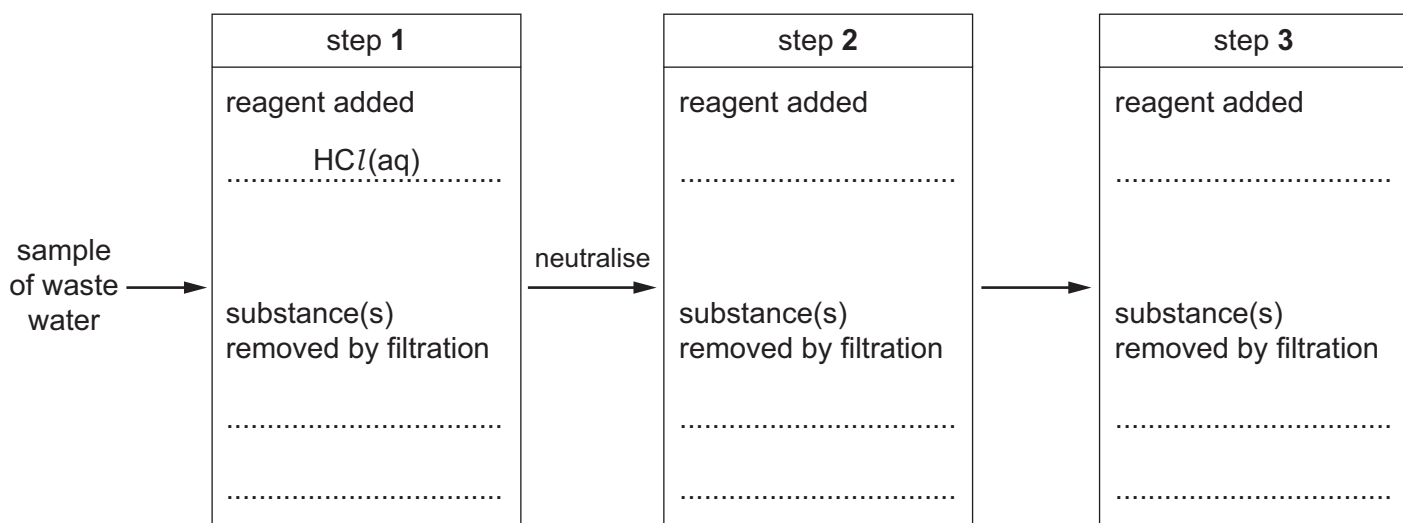 step 1
reagent added
HCl(aq)
substance(s)
removed by filtration
sample
of waste
water
neutralise
step 2
reagent added
substance(s)
removed by filtration
step 3
reagent added
substance(s)
removed by filtration